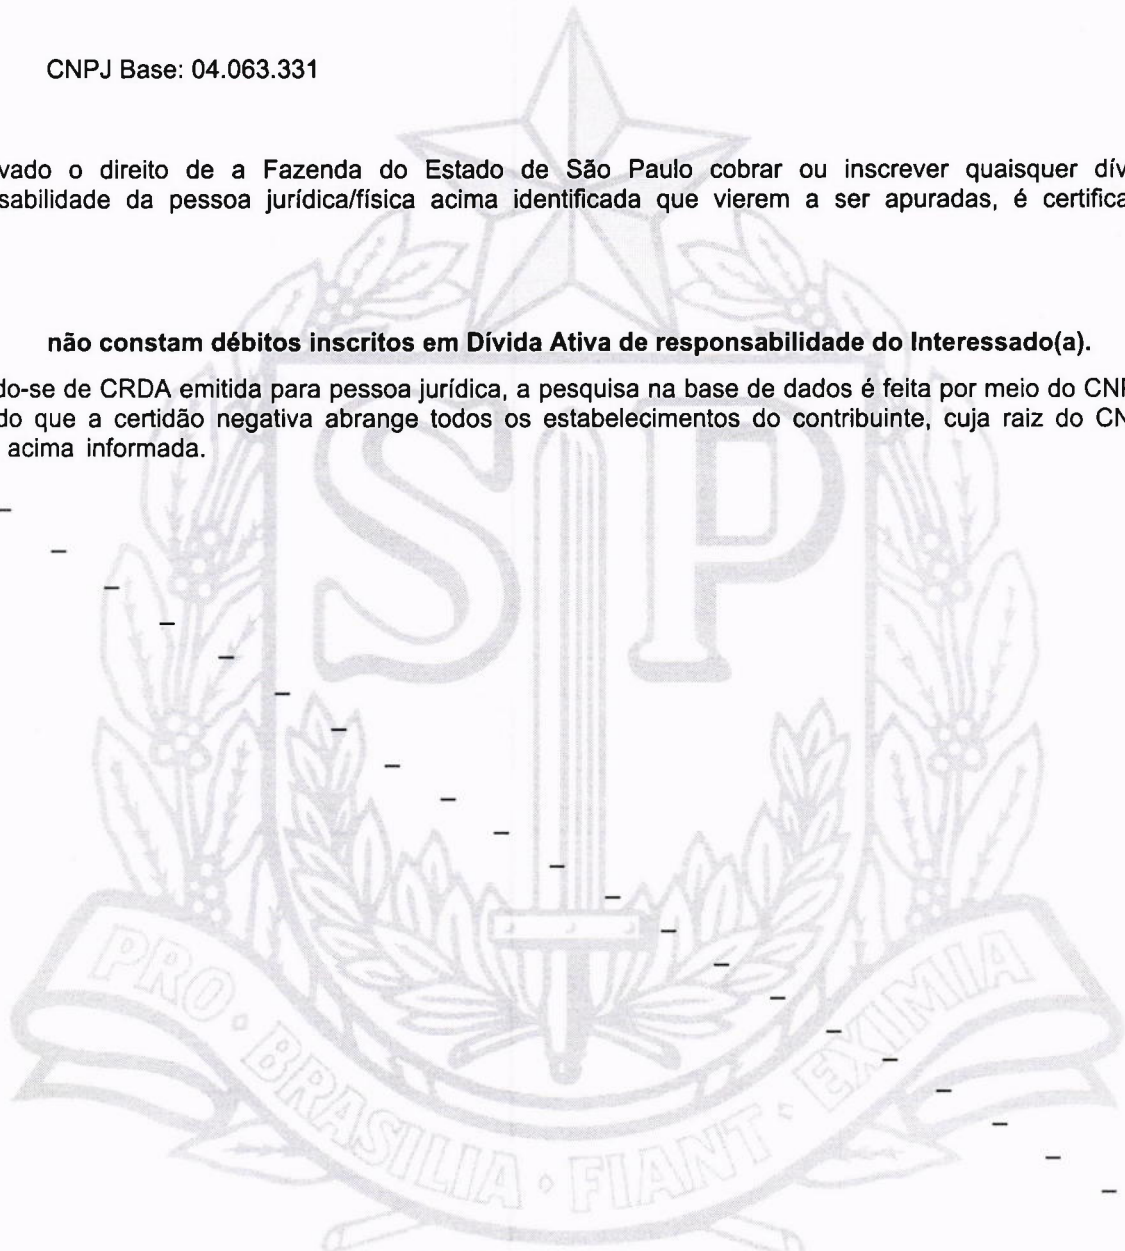 CNPJ Base: 04.063.331
vado o direito de a Fazenda do Estado de São Paulo cobrar ou inscrever quaisquer dív
sabilidade da pessoa jurídica/física acima identificada que vierem a ser apuradas, é certifica
não constam débitos inscritos em Dívida Ativa de responsabilidade do Interessado(a).
do-se de CRDA emitida para pessoa jurídica, a pesquisa na base de dados é feita por meio do CNP
do que a certidão negativa abrange todos os estabelecimentos do contribuinte, cuja raiz do CN
acima informada.
SP
PRO · BRASILIA · FIANT · EXIMIA